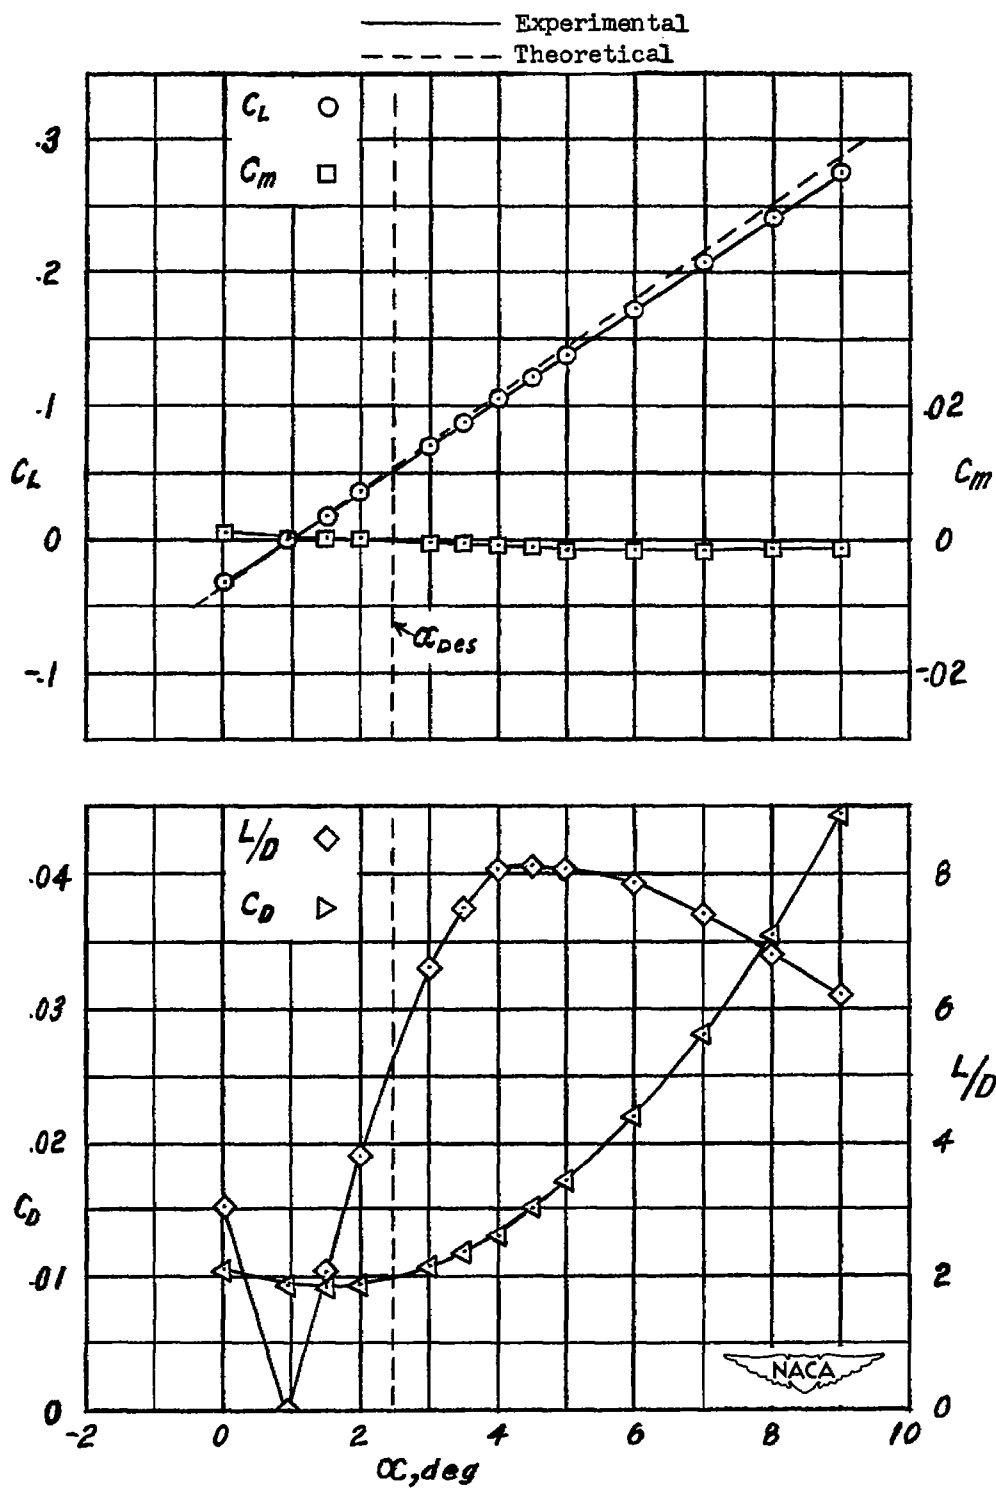 Experimental
Theoretical
C_L
C_m
.3
.2
.1
C_L
0
-.1
.02
C_m
0
-.02
α_Des
L/D
C_D
.04
.03
.02
C_D
.01
0
8
6
L/D
4
2
0
NACA
-2 0 2 4 6 8 10
α, deg